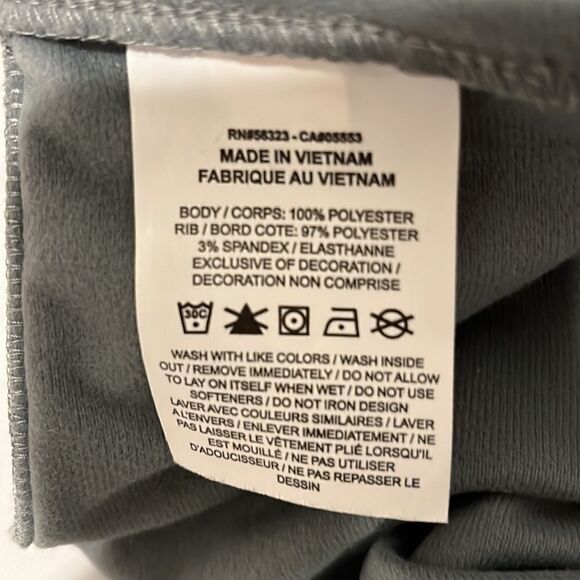 RN#56323 - CA#05553
MADE IN VIETNAM
FABRIQUE AU VIETNAM
BODY / CORPS: 100% POLYESTER
RIB / BORD COTE: 97% POLYESTER
3% SPANDEX / ELASTHANNE
EXCLUSIVE OF DECORATION /
DECORATION NON COMPRISE
30C
WASH WITH LIKE COLORS / WASH INSIDE
OUT / REMOVE IMMEDIATELY / DO NOT ALLOW
TO LAY ON ITSELF WHEN WET / DO NOT USE
SOFTENERS / DO NOT IRON DESIGN
LAVER AVEC COULEURS SIMILAIRES / LAVER
A L'ENVERS / ENLEVER IMMEDIATEMENT / NE
PAS LAISSER LE VÊTEMENT PLIÉ LORSQU'IL
EST MOUILLÉ / NE PAS UTILISER
D'ADOUCISSEUR / NE PAS REPASSER LE
DESSIN